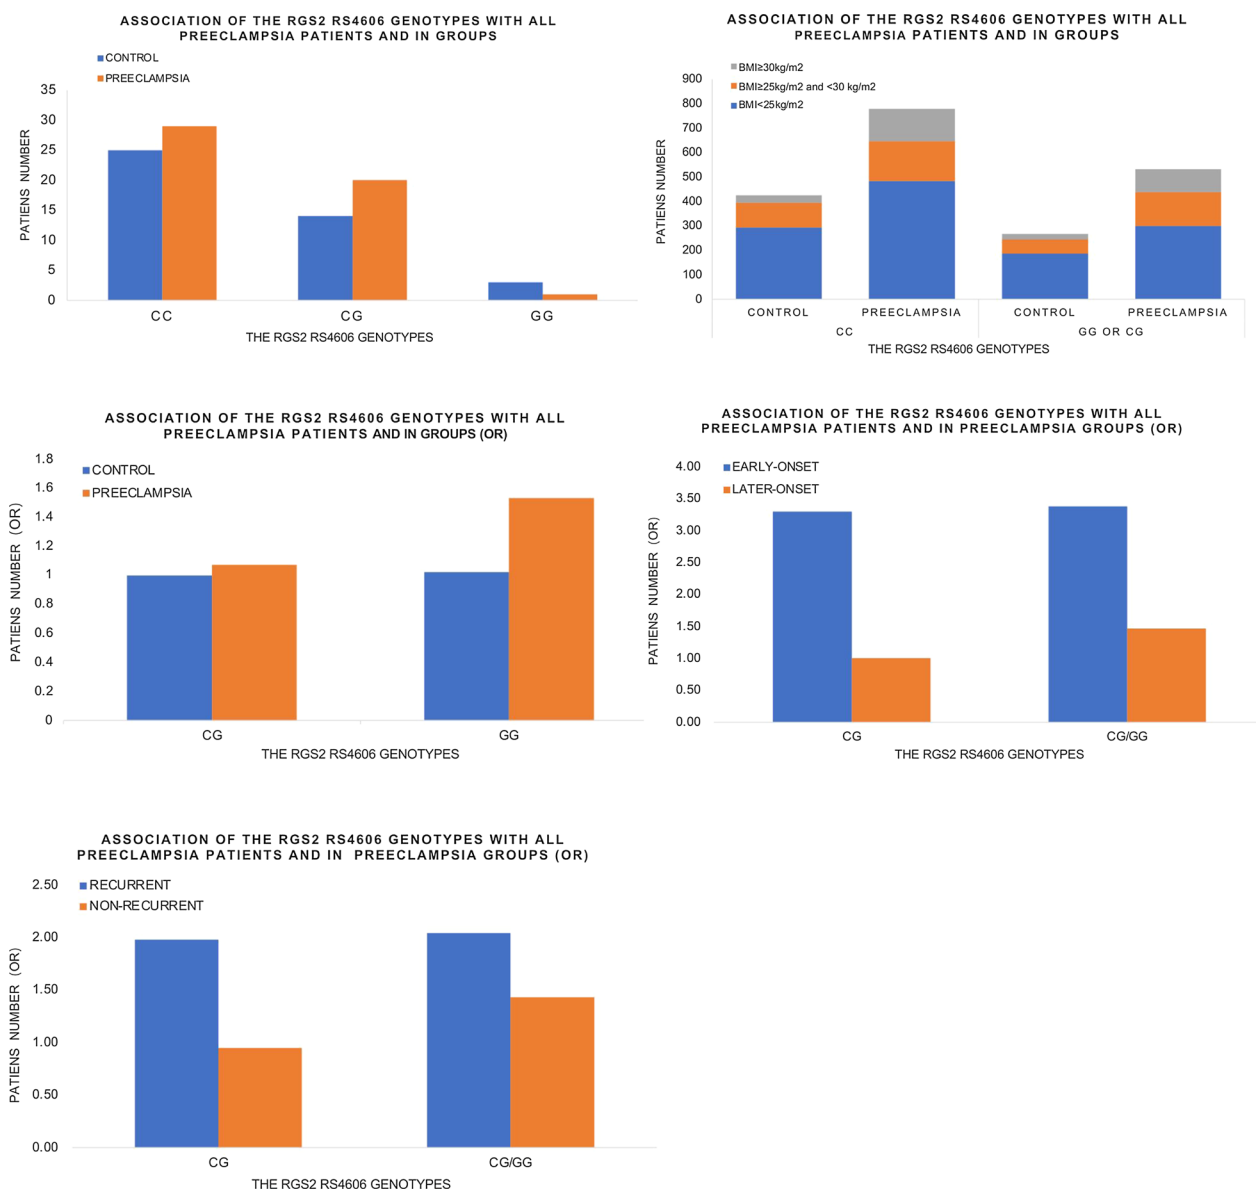 ASSOCIATION OF THE RGS2 RS4606 GENOTYPES WITH ALL
PREECLAMPSIA PATIENTS AND IN GROUPS
CONTROL
PREECLAMPSIA
35
30
25
20
15
10
5
0
PATIENS NUMBER
CC
CG
GG
THE RGS2 RS4606 GENOTYPES
ASSOCIATION OF THE RGS2 RS4606 GENOTYPES WITH ALL
PREECLAMPSIA PATIENTS AND IN GROUPS
BMI≥30kg/m2
BMI≥25kg/m2 and <30 kg/m2
BMI<25kg/m2
900
800
700
600
500
400
300
200
100
0
PATIENS NUMBER
CONTROL
PREECLAMPSIA
CONTROL
PREECLAMPSIA
CC
GG OR CG
THE RGS2 RS4606 GENOTYPES
ASSOCIATION OF THE RGS2 RS4606 GENOTYPES WITH ALL
PREECLAMPSIA PATIENTS AND IN GROUPS (OR)
CONTROL
PREECLAMPSIA
1.8
1.6
1.4
1.2
1
0.8
0.6
0.4
0.2
0
PATIENS NUMBER (OR)
CG
GG
THE RGS2 RS4606 GENOTYPES
ASSOCIATION OF THE RGS2 RS4606 GENOTYPES WITH ALL
PREECLAMPSIA PATIENTS AND IN PREECLAMPSIA GROUPS (OR)
EARLY-ONSET
LATER-ONSET
4.00
3.50
3.00
2.50
2.00
1.50
1.00
0.50
0.00
PATIENS NUMBER (OR)
CG
CG/GG
THE RGS2 RS4606 GENOTYPES
ASSOCIATION OF THE RGS2 RS4606 GENOTYPES WITH ALL
PREECLAMPSIA PATIENTS AND IN PREECLAMPSIA GROUPS (OR)
RECURRENT
NON-RECURRENT
2.50
2.00
1.50
1.00
0.50
0.00
PATIENS NUMBER (OR)
CG
CG/GG
THE RGS2 RS4606 GENOTYPES